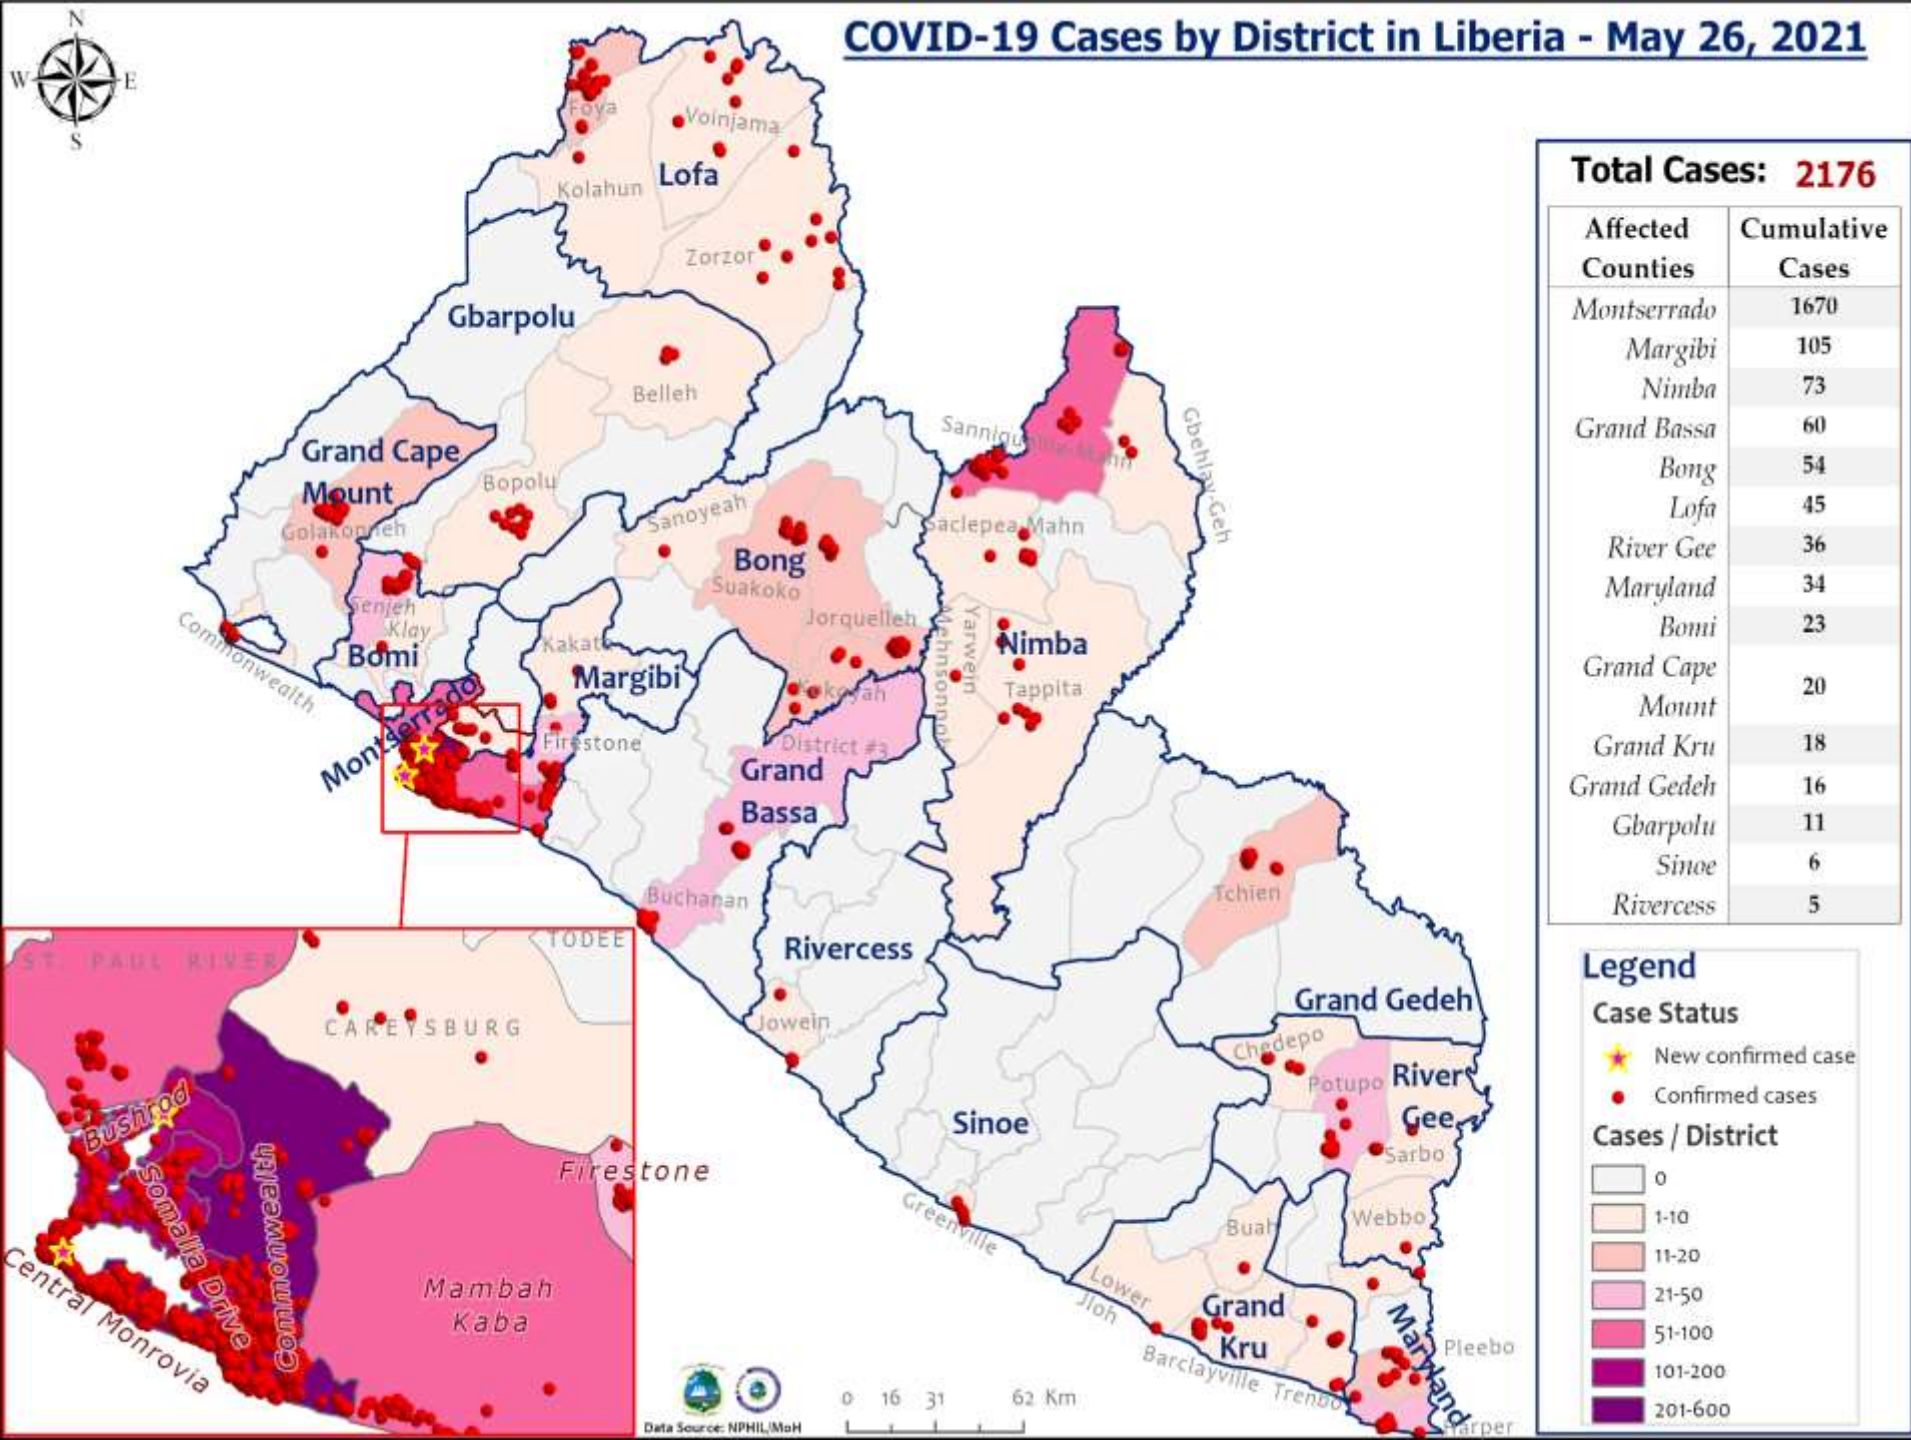 COVID-19 Cases by District in Liberia - May 26, 2021
N
W
E
S
Foya
Voinjama
Lofa
Kolahun
Zorzor
Gbarpolu
Belleh
Grand Cape
Mount
Golakonneh
Bopolu
Sanniquellie-Mahn
Gbehlay-Geh
Sanoyeah
Saclepea Mahn
Bong
Suakoko
Jorquelleh
Senjeh
Klay
Bomi
Commonwealth
Kakata
Margibi
Kokoyah
Mehnsonnoh
Yarwein
Nimba
Tappita
Montserrado
Firestone
District #3
Grand
Bassa
Buchanan
Tchien
Rivercess
Jowein
Grand Gedeh
Chedepo
Potupo
River
Gee
Sarbo
Sinoe
Greenville
Buah
Webbo
Lower
Jloh
Grand
Kru
Barclayville
Trenbo
Maryland
Pleebo
Harper
ST. PAUL RIVER
TODEE
CAREYSBURG
Bushrod
Somalia Drive
Commonwealth
Firestone
Central Monrovia
Mambah
Kaba
Data Source: NPHIL/MoH
0 16 31 62 Km
Total Cases: 2176
Affected Counties Cumulative Cases
Montserrado 1670
Margibi 105
Nimba 73
Grand Bassa 60
Bong 54
Lofa 45
River Gee 36
Maryland 34
Bomi 23
Grand Cape Mount 20
Grand Kru 18
Grand Gedeh 16
Gbarpolu 11
Sinoe 6
Rivercess 5
Legend
Case Status
New confirmed case
Confirmed cases
Cases / District
0
1-10
11-20
21-50
51-100
101-200
201-600